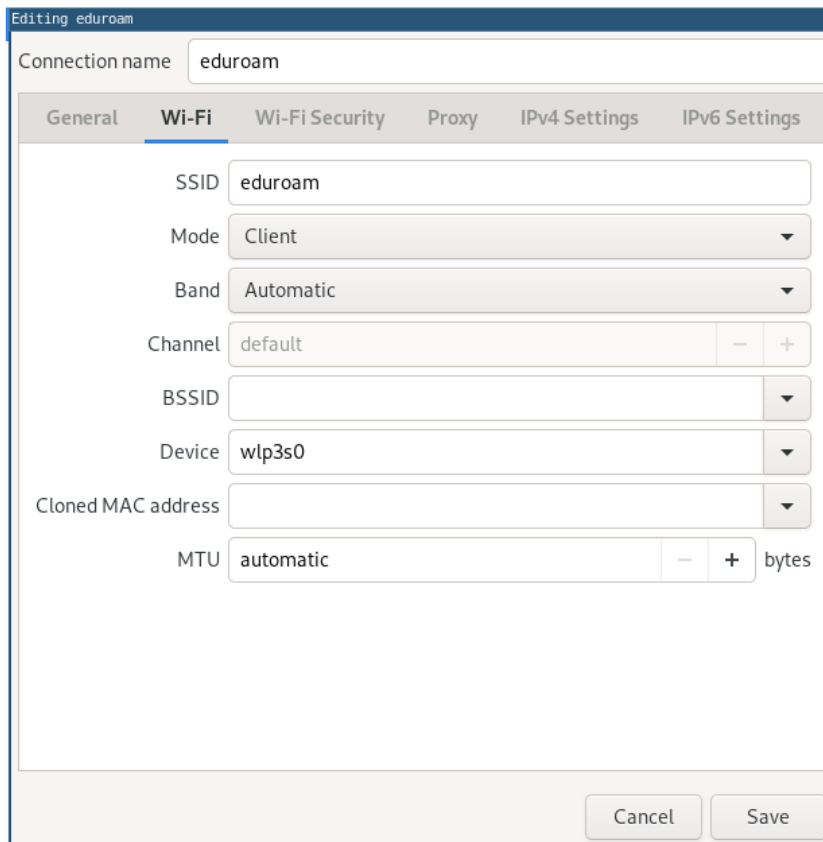 Editing eduroam
Connection name eduroam
General Wi-Fi Wi-Fi Security Proxy IPv4 Settings IPv6 Settings
SSID eduroam
Mode Client
Band Automatic
Channel default
BSSID
Device wlp3s0
Cloned MAC address
MTU automatic bytes
Cancel Save